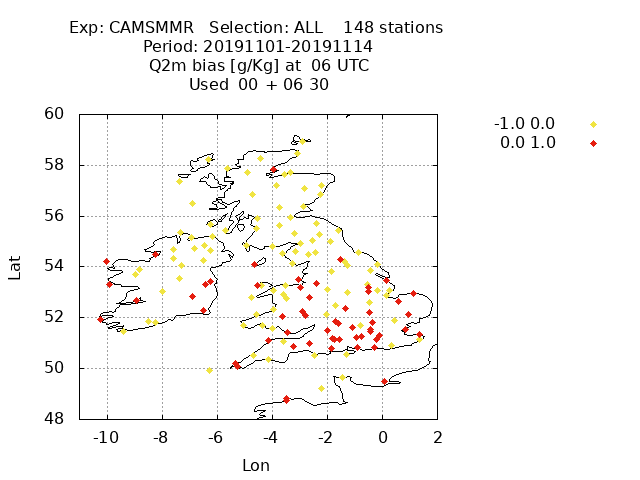 Exp: CAMSMMR Selection: ALL 148 stations
Period: 20191101-20191114
Q2m bias [g/Kg] at 06 UTC
Used 00 + 06 30
-1.0 0.0
0.0 1.0
60
58
56
54
52
50
48
Lat
-10 -8 -6 -4 -2 0 2
Lon